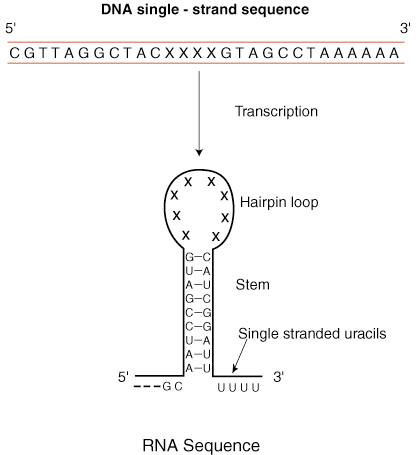 DNA single - strand sequence
5' 3'
CGTTAGGCTACXXXXGTAGCCTAAAAAA
Transcription
X X
X X
Hairpin loop
X X
X X
G–C
U–A
A–U
Stem
G–C
C–G
C–G
Single stranded uracils
U–A
A–U
A–U
5' 3'
---GC UUUU
RNA Sequence